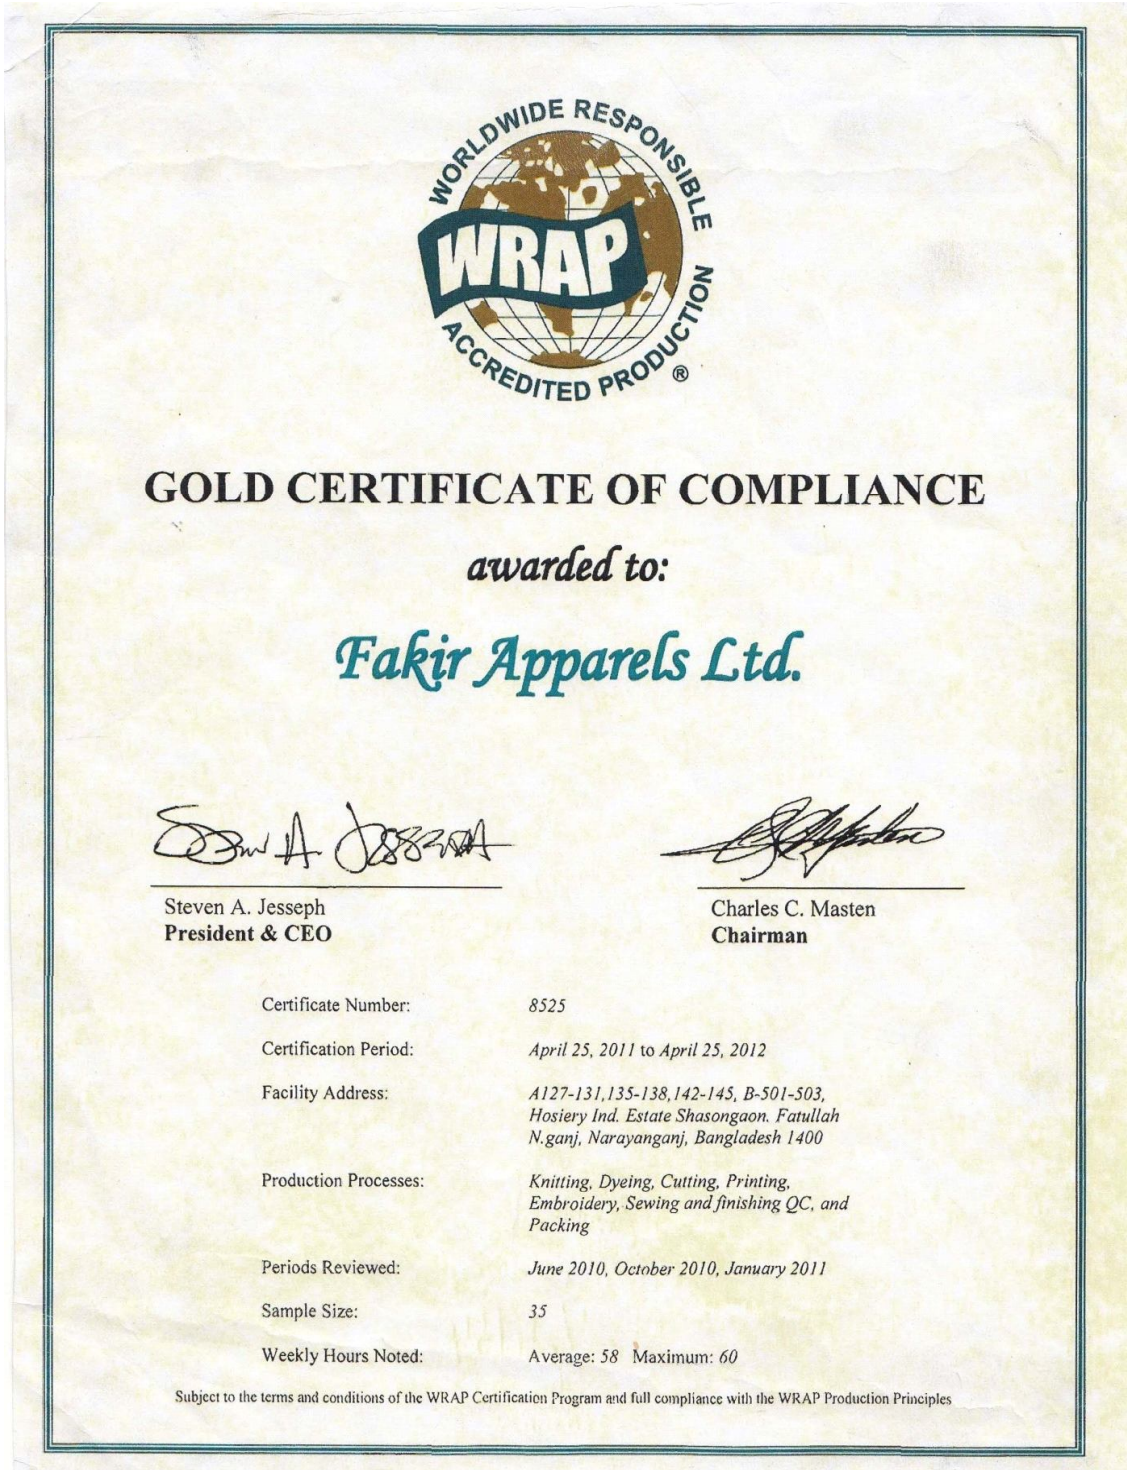 WORLDWIDE RESPONSIBLE
WRAP
ACCREDITED PRODUCTION
®
GOLD CERTIFICATE OF COMPLIANCE
awarded to:
Fakir Apparels Ltd.
Steven A. Jesseph
President & CEO
Charles C. Masten
Chairman
Certificate Number: 8525
Certification Period: April 25, 2011 to April 25, 2012
Facility Address: A127-131,135-138,142-145, B-501-503,
Hosiery Ind. Estate Shasongaon. Fatullah
N.ganj, Narayanganj, Bangladesh 1400
Production Processes: Knitting, Dyeing, Cutting, Printing,
Embroidery, Sewing and finishing QC, and
Packing
Periods Reviewed: June 2010, October 2010, January 2011
Sample Size: 35
Weekly Hours Noted: Average: 58 Maximum: 60
Subject to the terms and conditions of the WRAP Certification Program and full compliance with the WRAP Production Principles